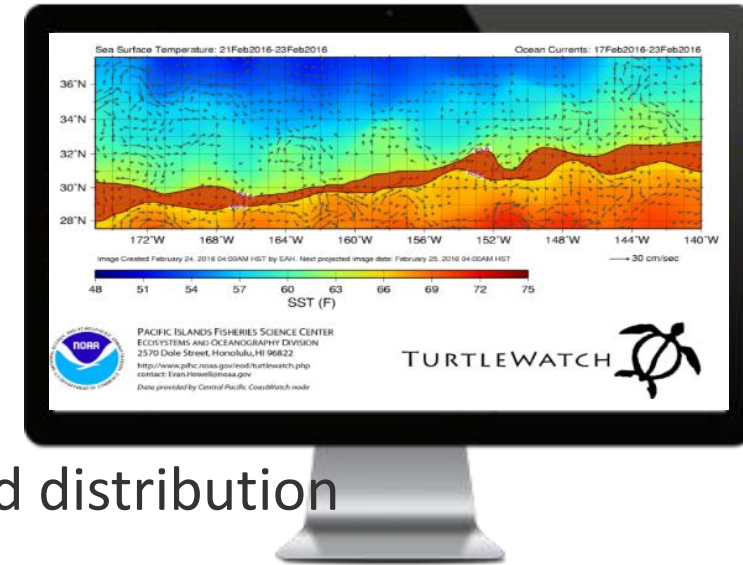 Sea Surface Temperature: 21Feb2016-23Feb2016 Ocean Currents: 17Feb2016-23Feb2016
36°N
34°N
32°N
30°N
28°N
172°W 168°W 164°W 160°W 156°W 152°W 148°W 144°W 140°W
Image Created February 24, 2016 04:00AM HST by EAH. Next projected image date: February 25, 2016 04:00AM HST
30 cm/sec
48 51 54 57 60 63 66 69 72 75
SST (F)
NOAA
PACIFIC ISLANDS FISHERIES SCIENCE CENTER
ECOSYSTEMS AND OCEANOGRAPHY DIVISION
2570 Dole Street, Honolulu, HI 96822
http://www.pifsc.noaa.gov/eod/turtlewatch.php
contact: Evan.Howell@noaa.gov
Data provided by Central Pacific CoastWatch node
TURTLEWATCH
d distribution